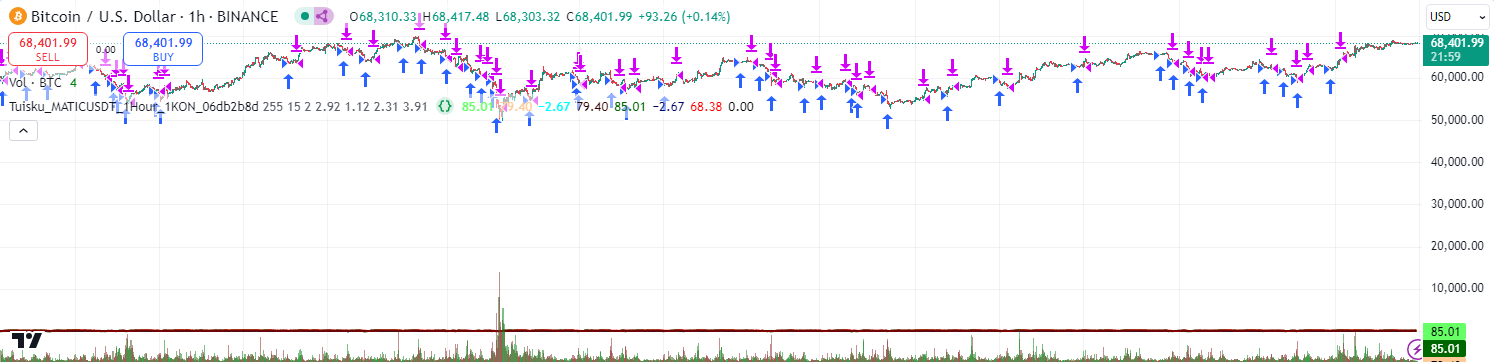 Bitcoin / U.S. Dollar · 1h · BINANCE O68,310.33 H68,417.48 L68,303.32 C68,401.99 +93.26 (+0.14%)
USD
68,401.99
SELL
0.00
68,401.99
BUY
68,401.99
21:59
Vol · BTC 4
Tuisku_MATICUSDT_1Hour_1KON_06db2b8d 255 15 2 2.92 1.12 2.31 3.91 85.01 79.40 −2.67 79.40 85.01 −2.67 68.38 0.00
60,000.00
50,000.00
40,000.00
30,000.00
20,000.00
10,000.00
85.01
85.01